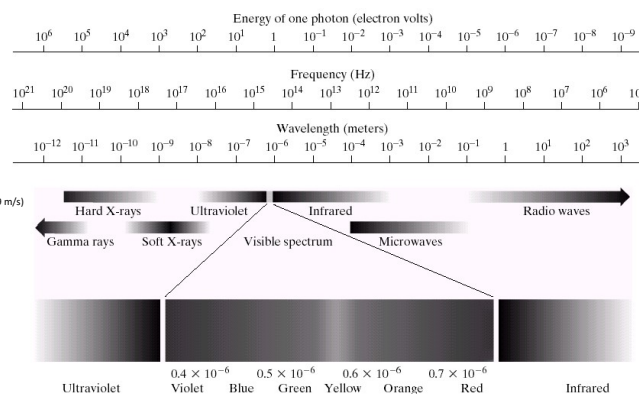 Energy of one photon (electron volts)
10⁶ 10⁵ 10⁴ 10³ 10² 10¹ 1 10⁻¹ 10⁻² 10⁻³ 10⁻⁴ 10⁻⁵ 10⁻⁶ 10⁻⁷ 10⁻⁸ 10⁻⁹
Frequency (Hz)
10²¹ 10²⁰ 10¹⁹ 10¹⁸ 10¹⁷ 10¹⁶ 10¹⁵ 10¹⁴ 10¹³ 10¹² 10¹¹ 10¹⁰ 10⁹ 10⁸ 10⁷ 10⁶
Wavelength (meters)
10⁻¹² 10⁻¹¹ 10⁻¹⁰ 10⁻⁹ 10⁻⁸ 10⁻⁷ 10⁻⁶ 10⁻⁵ 10⁻⁴ 10⁻³ 10⁻² 10⁻¹ 1 10¹ 10² 10³
m/s)
Hard X-rays Ultraviolet Infrared Radio waves
Gamma rays Soft X-rays Visible spectrum Microwaves
0.4 × 10⁻⁶ 0.5 × 10⁻⁶ 0.6 × 10⁻⁶ 0.7 × 10⁻⁶
Ultraviolet Violet Blue Green Yellow Orange Red Infrared